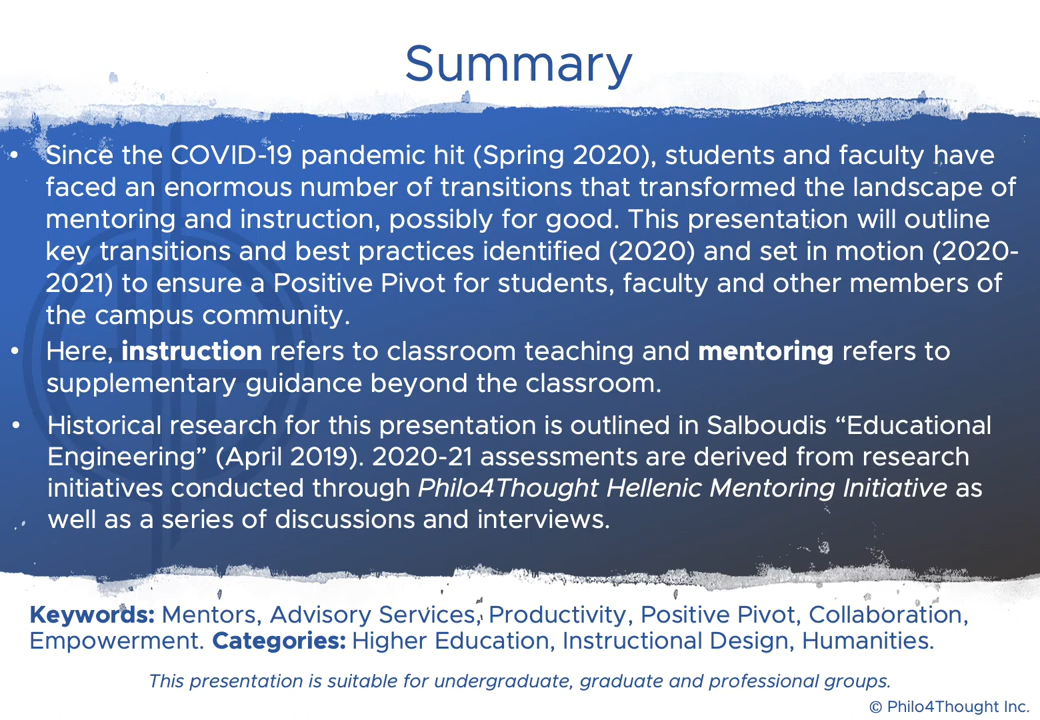 Summary
• Since the COVID-19 pandemic hit (Spring 2020), students and faculty have
faced an enormous number of transitions that transformed the landscape of
mentoring and instruction, possibly for good. This presentation will outline
key transitions and best practices identified (2020) and set in motion (2020-
2021) to ensure a Positive Pivot for students, faculty and other members of
the campus community.
• Here, instruction refers to classroom teaching and mentoring refers to
supplementary guidance beyond the classroom.
• Historical research for this presentation is outlined in Salboudis “Educational
Engineering” (April 2019). 2020-21 assessments are derived from research
initiatives conducted through Philo4Thought Hellenic Mentoring Initiative as
well as a series of discussions and interviews.
Keywords: Mentors, Advisory Services, Productivity, Positive Pivot, Collaboration,
Empowerment. Categories: Higher Education, Instructional Design, Humanities.
This presentation is suitable for undergraduate, graduate and professional groups.
© Philo4Thought Inc.